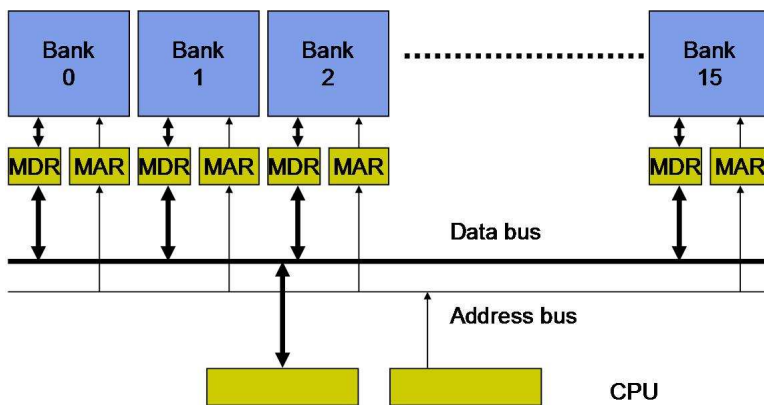 Bank
0
Bank
1
Bank
2
Bank
15
MDR
MAR
MDR
MAR
MDR
MAR
MDR
MAR
Data bus
Address bus
CPU